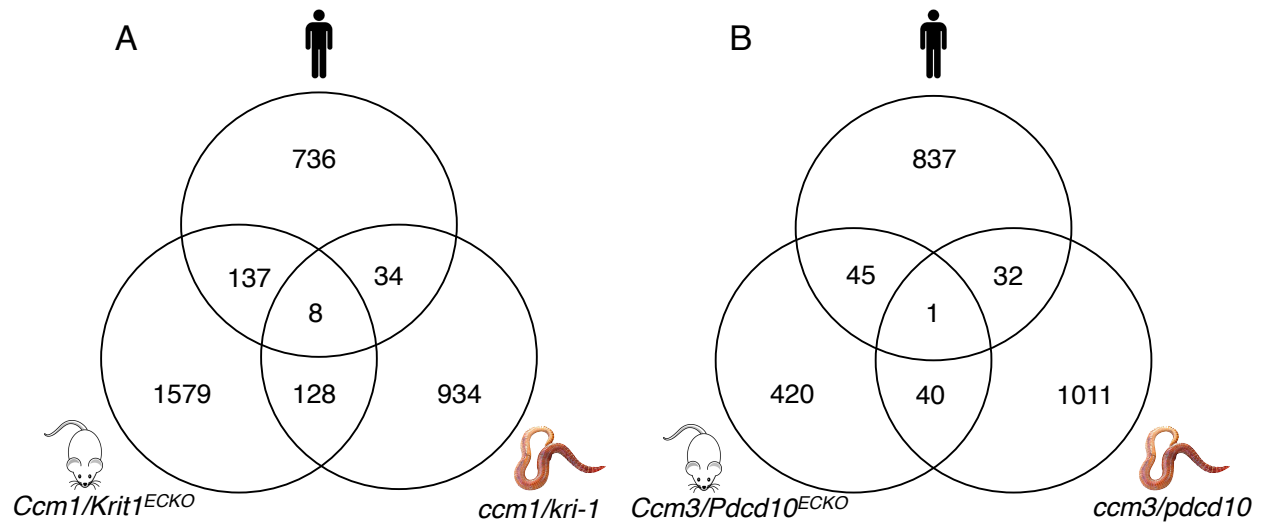 A
736
137
34
8
1579
128
934
Ccm1/Krit1ECKO
ccm1/kri-1
B
837
45
32
1
420
40
1011
Ccm3/Pdcd10ECKO
ccm3/pdcd10